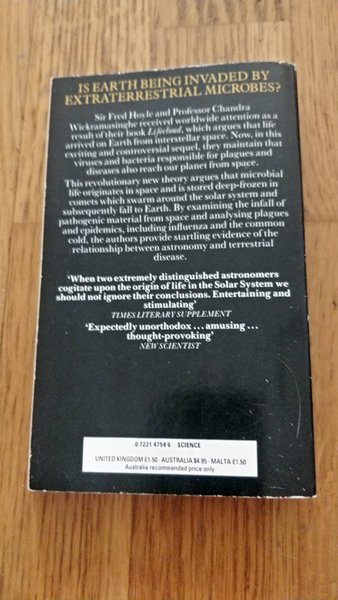 IS EARTH BEING INVADED BY
EXTRATERRESTRIAL MICROBES?
Sir Fred Hoyle and Professor Chandra
Wickramasinghe received worldwide attention as a
result of their book Lifecloud, which argues that life
arrived on Earth from interstellar space. Now, in this
exciting and controversial sequel, they maintain that
viruses and bacteria responsible for plagues and
diseases also reach our planet from space.
This revolutionary new theory argues that microbial
life originates in space and is stored deep-frozen in
comets which swarm around the solar system and
subsequently fall to Earth. By examining the infall of
pathogenic material from space and analysing plagues
and epidemics, including influenza and the common
cold, the authors provide startling evidence of the
relationship between astronomy and terrestrial
disease.
'When two extremely distinguished astronomers
cogitate upon the origin of life in the Solar System we
should not ignore their conclusions. Entertaining and
stimulating'
TIMES LITERARY SUPPLEMENT
'Expectedly unorthodox ... amusing ...
thought-provoking'
NEW SCIENTIST
0 7221 4754 6 SCIENCE
UNITED KINGDOM £1.50 · AUSTRALIA $4.95 · MALTA £1.50
Australia recommended price only